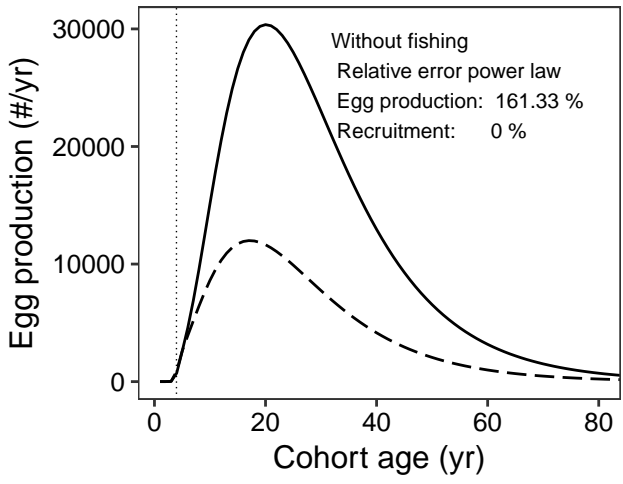 Without fishing
Relative error power law
Egg production: 161.33 %
Recruitment: 0 %
30000
20000
10000
0
Egg production (#/yr)
0 20 40 60 80
Cohort age (yr)